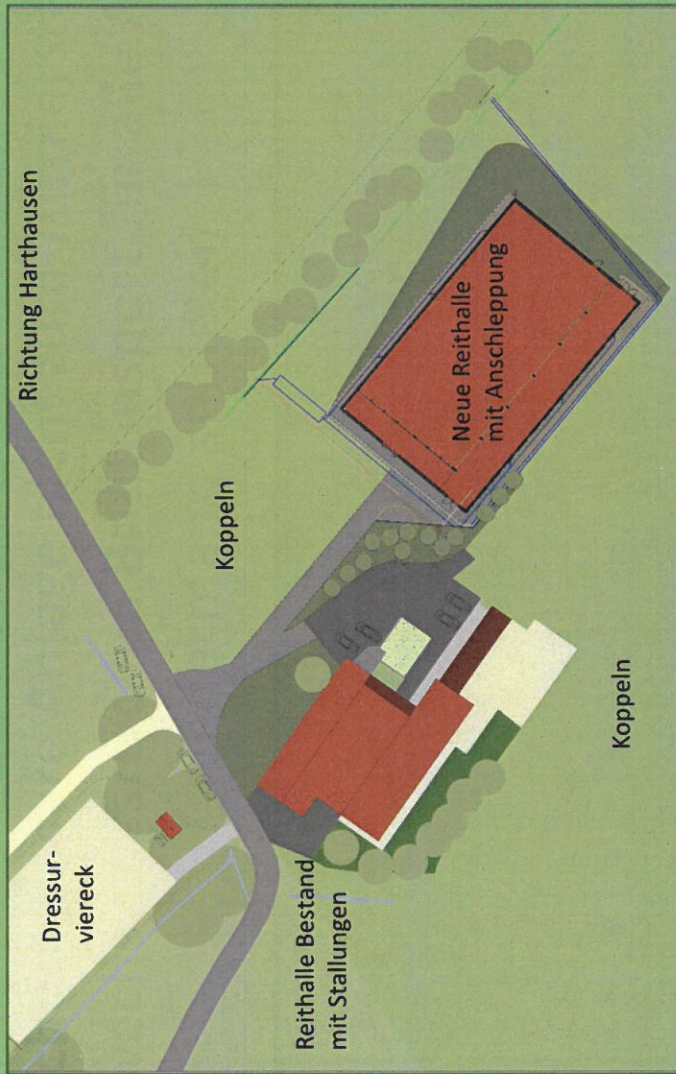 Richtung Harthausen
Dressur-
viereck
Koppeln
Neue Reithalle
mit Anschleppung
Reithalle Bestand
mit Stallungen
Koppeln